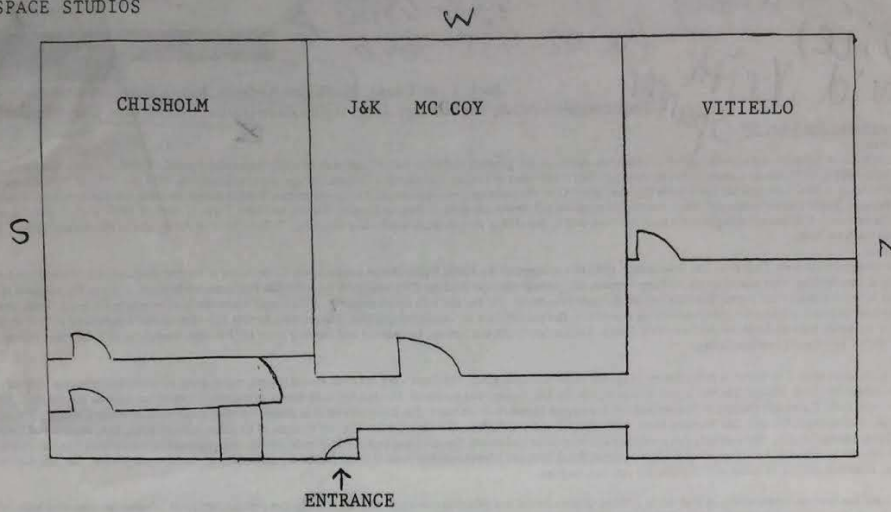 SPACE STUDIOS
W
CHISHOLM
J&K MC COY
VITIELLO
S
ENTRANCE